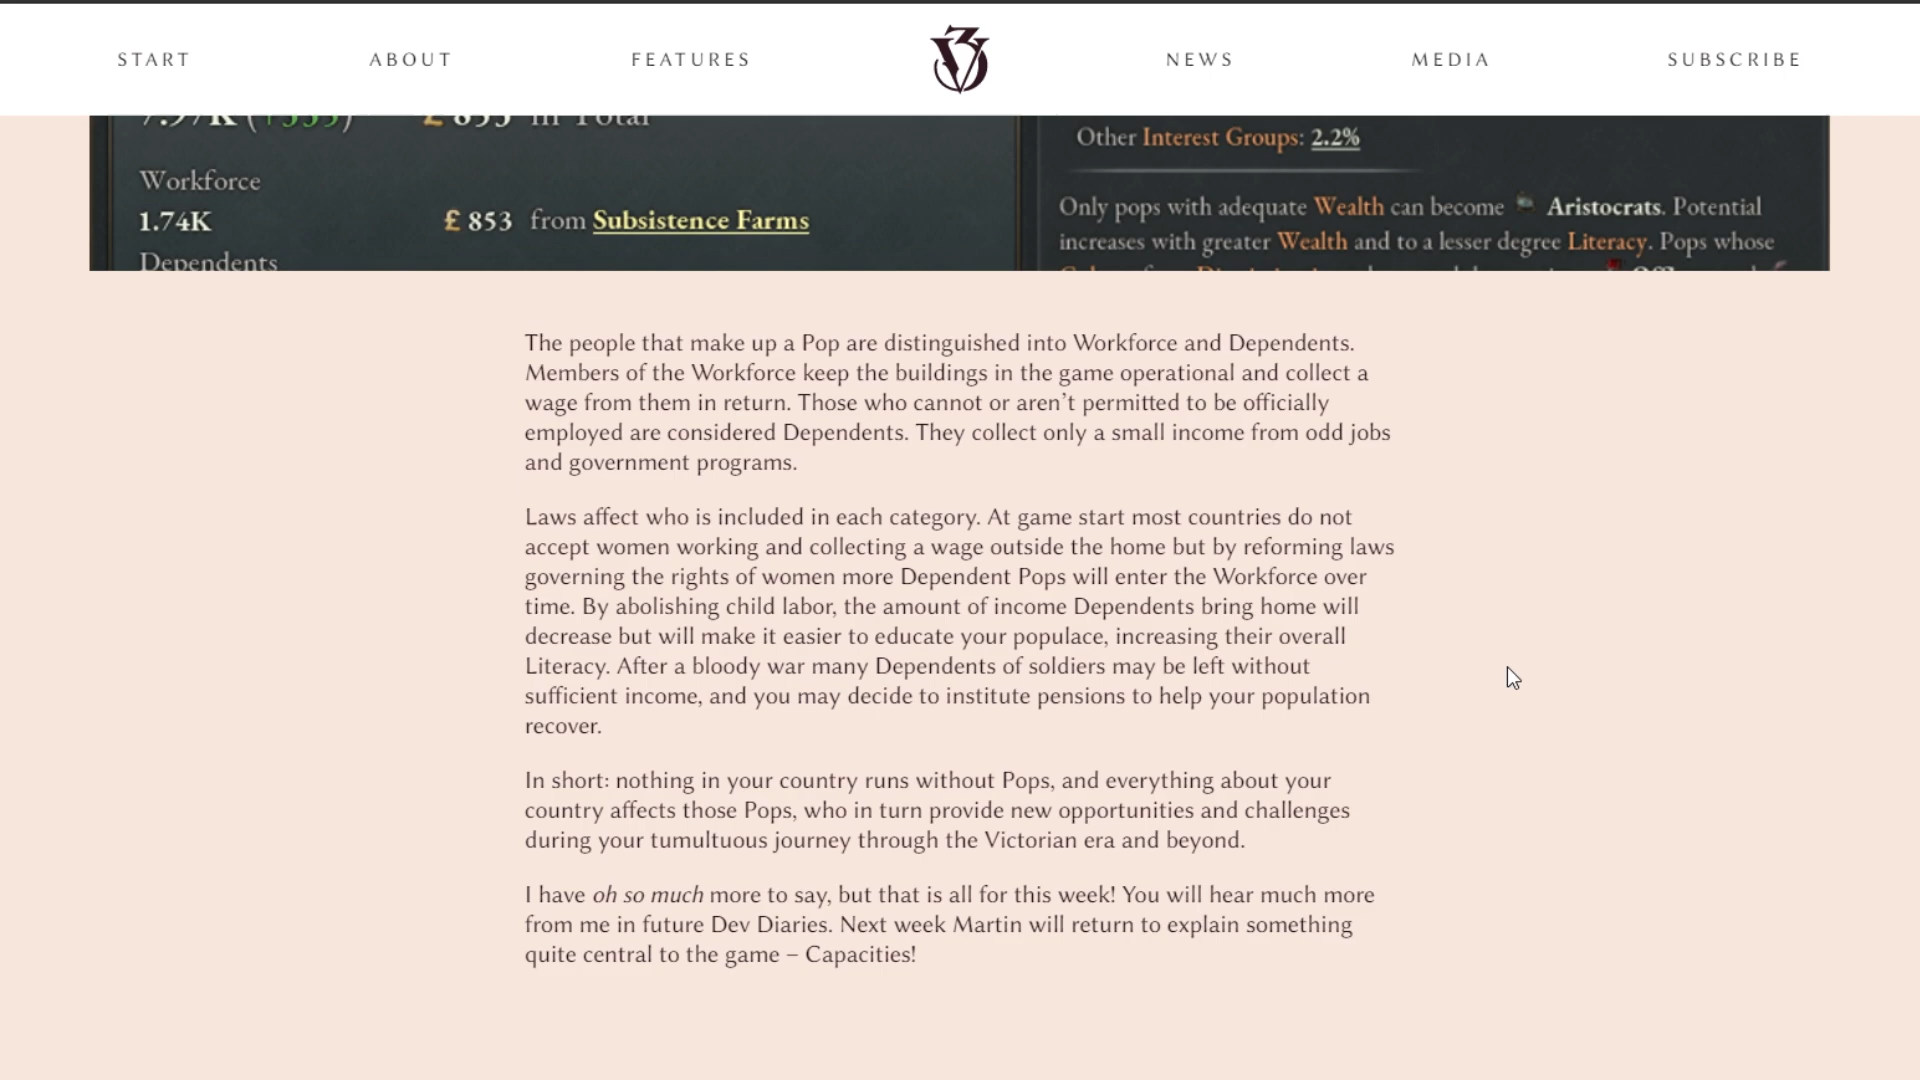 START ABOUT FEATURES NEWS MEDIA SUBSCRIBE
7.97K (+335) £ 853 in Total
Workforce
1.74K £ 853 from Subsistence Farms
Dependents
Other Interest Groups: 2.2%
Only pops with adequate Wealth can become Aristocrats. Potential
increases with greater Wealth and to a lesser degree Literacy. Pops whose
The people that make up a Pop are distinguished into Workforce and Dependents.
Members of the Workforce keep the buildings in the game operational and collect a
wage from them in return. Those who cannot or aren’t permitted to be officially
employed are considered Dependents. They collect only a small income from odd jobs
and government programs.
Laws affect who is included in each category. At game start most countries do not
accept women working and collecting a wage outside the home but by reforming laws
governing the rights of women more Dependent Pops will enter the Workforce over
time. By abolishing child labor, the amount of income Dependents bring home will
decrease but will make it easier to educate your populace, increasing their overall
Literacy. After a bloody war many Dependents of soldiers may be left without
sufficient income, and you may decide to institute pensions to help your population
recover.
In short: nothing in your country runs without Pops, and everything about your
country affects those Pops, who in turn provide new opportunities and challenges
during your tumultuous journey through the Victorian era and beyond.
I have oh so much more to say, but that is all for this week! You will hear much more
from me in future Dev Diaries. Next week Martin will return to explain something
quite central to the game – Capacities!